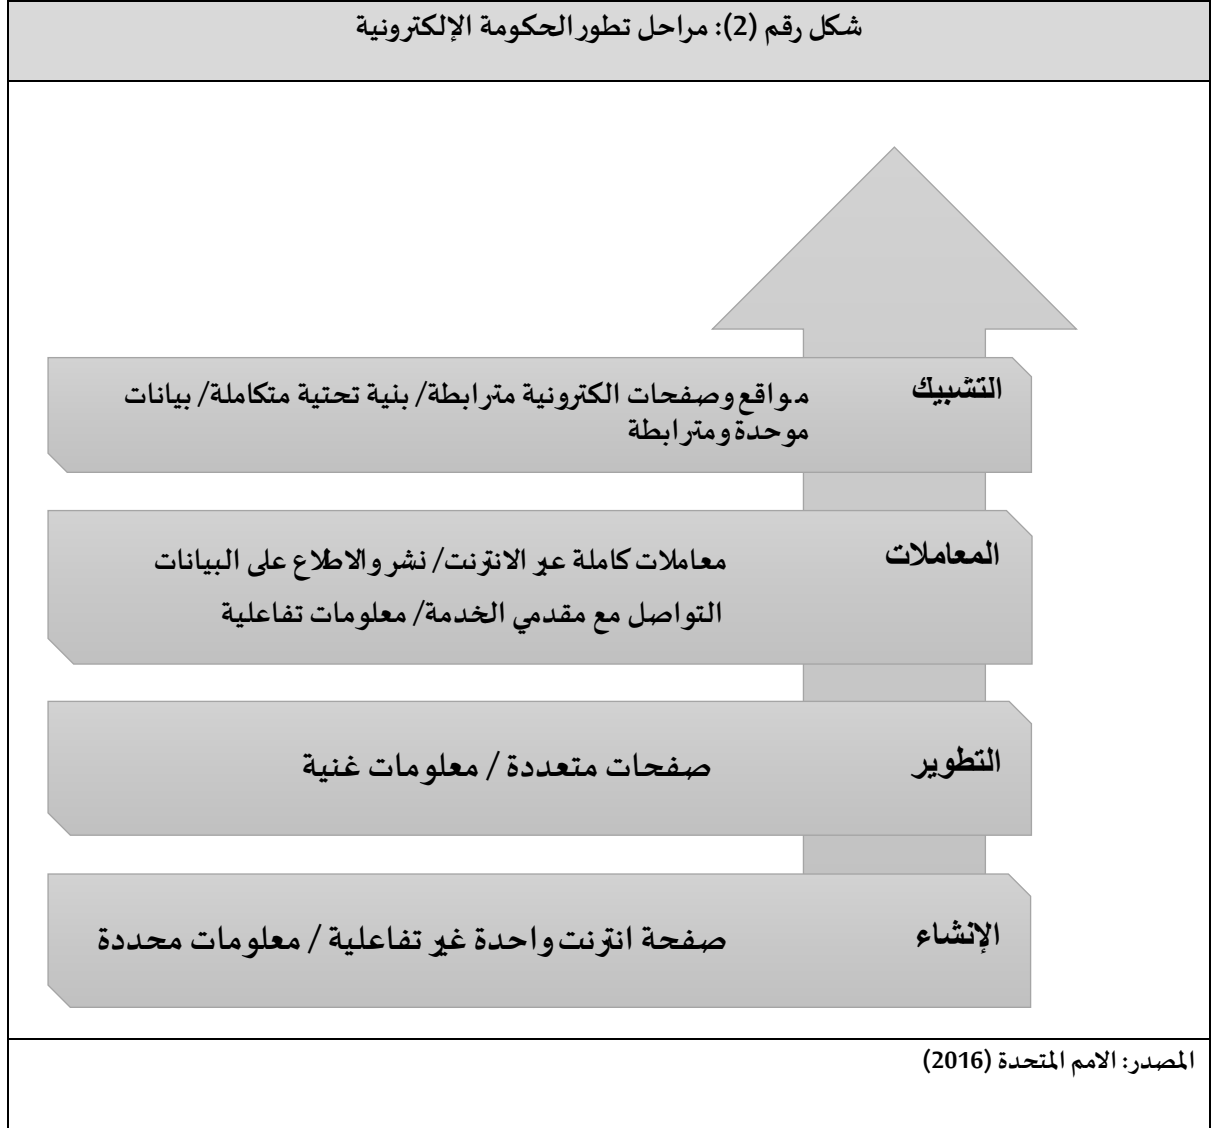 شكل رقم (2): مراحل تطور الحكومة الإلكترونية
التشبيك
مواقع وصفحات الكترونية مترابطة/ بنية تحتية متكاملة/ بيانات
موحدة ومترابطة
المعاملات
معاملات كاملة عبر الانترنت/ نشر والاطلاع على البيانات
التواصل مع مقدمي الخدمة/ معلومات تفاعلية
التطوير
صفحات متعددة / معلومات غنية
الإنشاء
صفحة انترنت واحدة غير تفاعلية / معلومات محددة
المصدر: الامم المتحدة (2016)